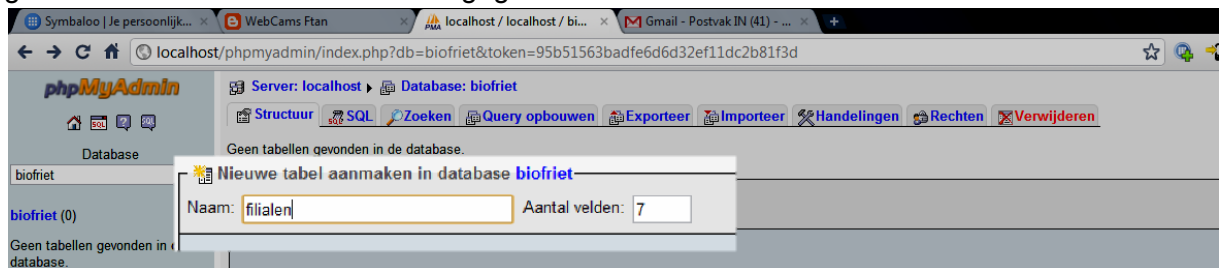 Symbaloo | Je persoonlijk...
WebCams Ftan
localhost / localhost / bi...
Gmail - Postvak IN (41) - ...
localhost/phpmyadmin/index.php?db=biofriet&token=95b51563badfe6d6d32ef11dc2b81f3d
phpMyAdmin
Server: localhost
Database: biofriet
Structuur SQL Zoeken Query opbouwen Exporteer Importeer Handelingen Rechten Verwijderen
SQL
Database
biofriet
biofriet (0)
Geen tabellen gevonden in
database.
Geen tabellen gevonden in de database.
Nieuwe tabel aanmaken in database biofriet
Naam: filialen Aantal velden: 7